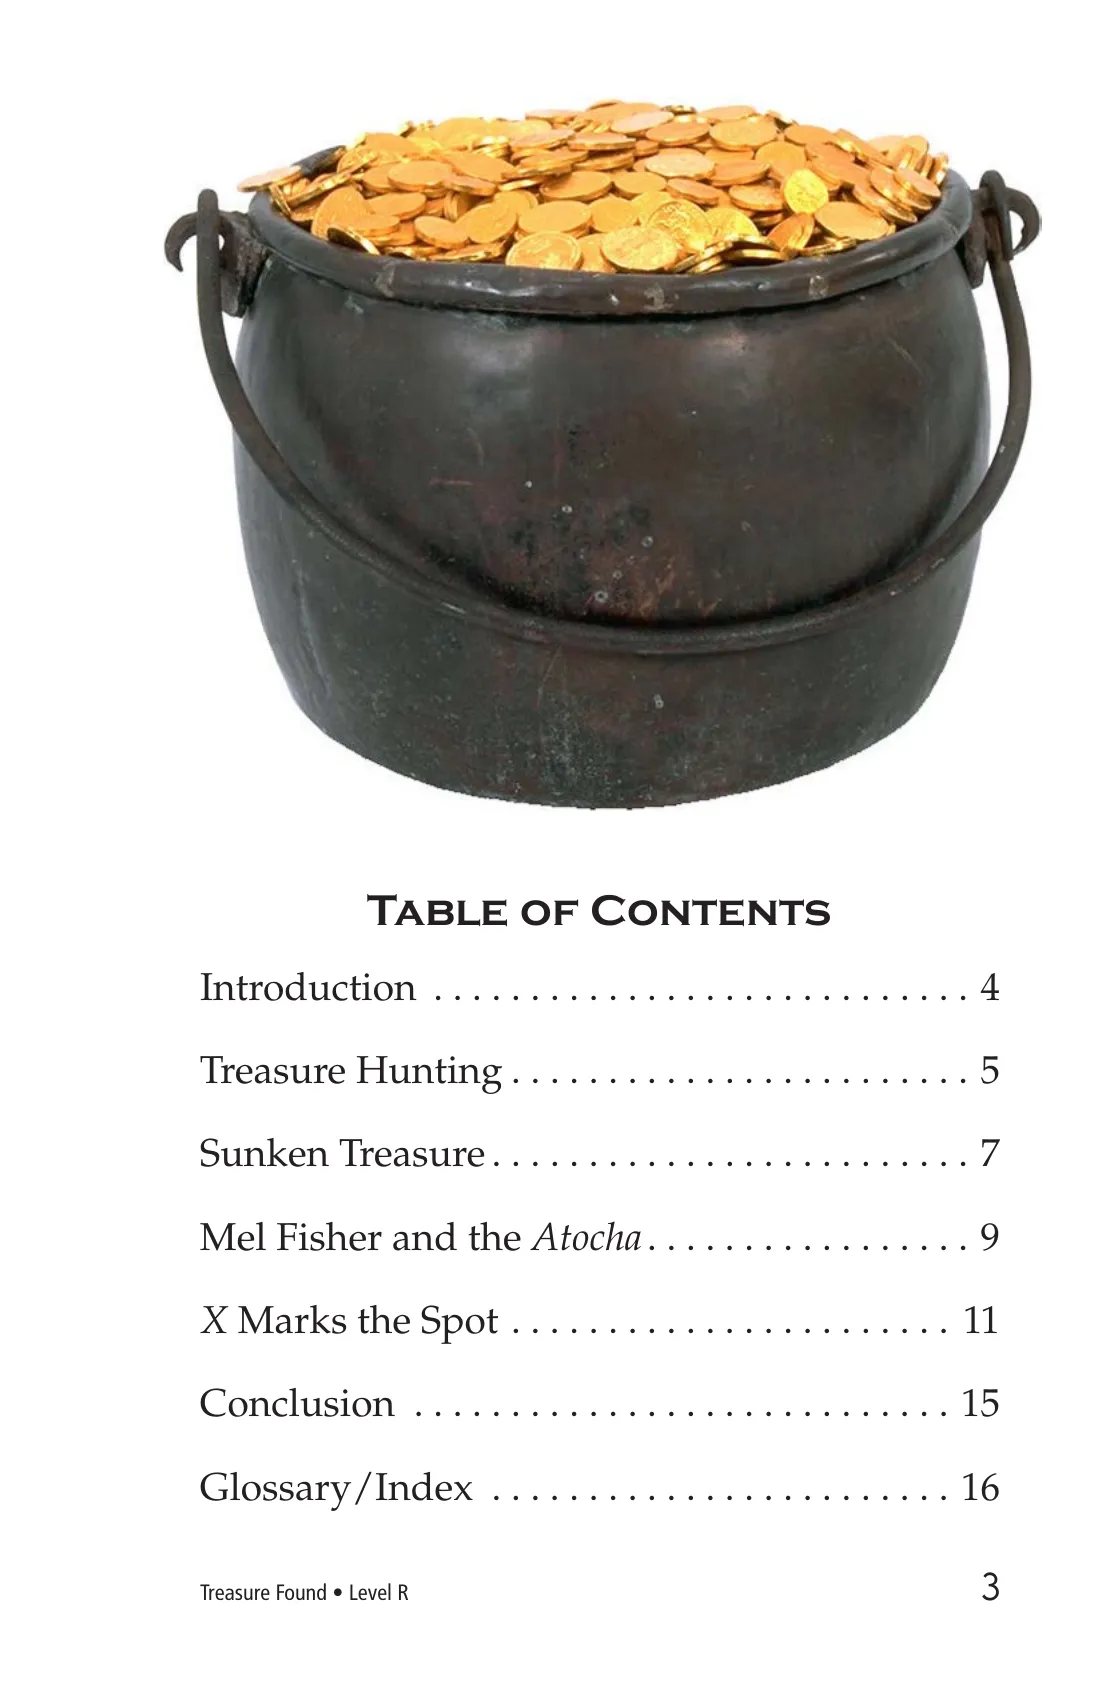 Table of Contents
Introduction . . . . . . . . . . . . . . . . . . . . . . . . . . . . 4
Treasure Hunting . . . . . . . . . . . . . . . . . . . . . . . . 5
Sunken Treasure . . . . . . . . . . . . . . . . . . . . . . . . . 7
Mel Fisher and the Atocha . . . . . . . . . . . . . . . . . 9
X Marks the Spot . . . . . . . . . . . . . . . . . . . . . . . 11
Conclusion . . . . . . . . . . . . . . . . . . . . . . . . . . . . 15
Glossary/Index . . . . . . . . . . . . . . . . . . . . . . . . 16
Treasure Found • Level R 3